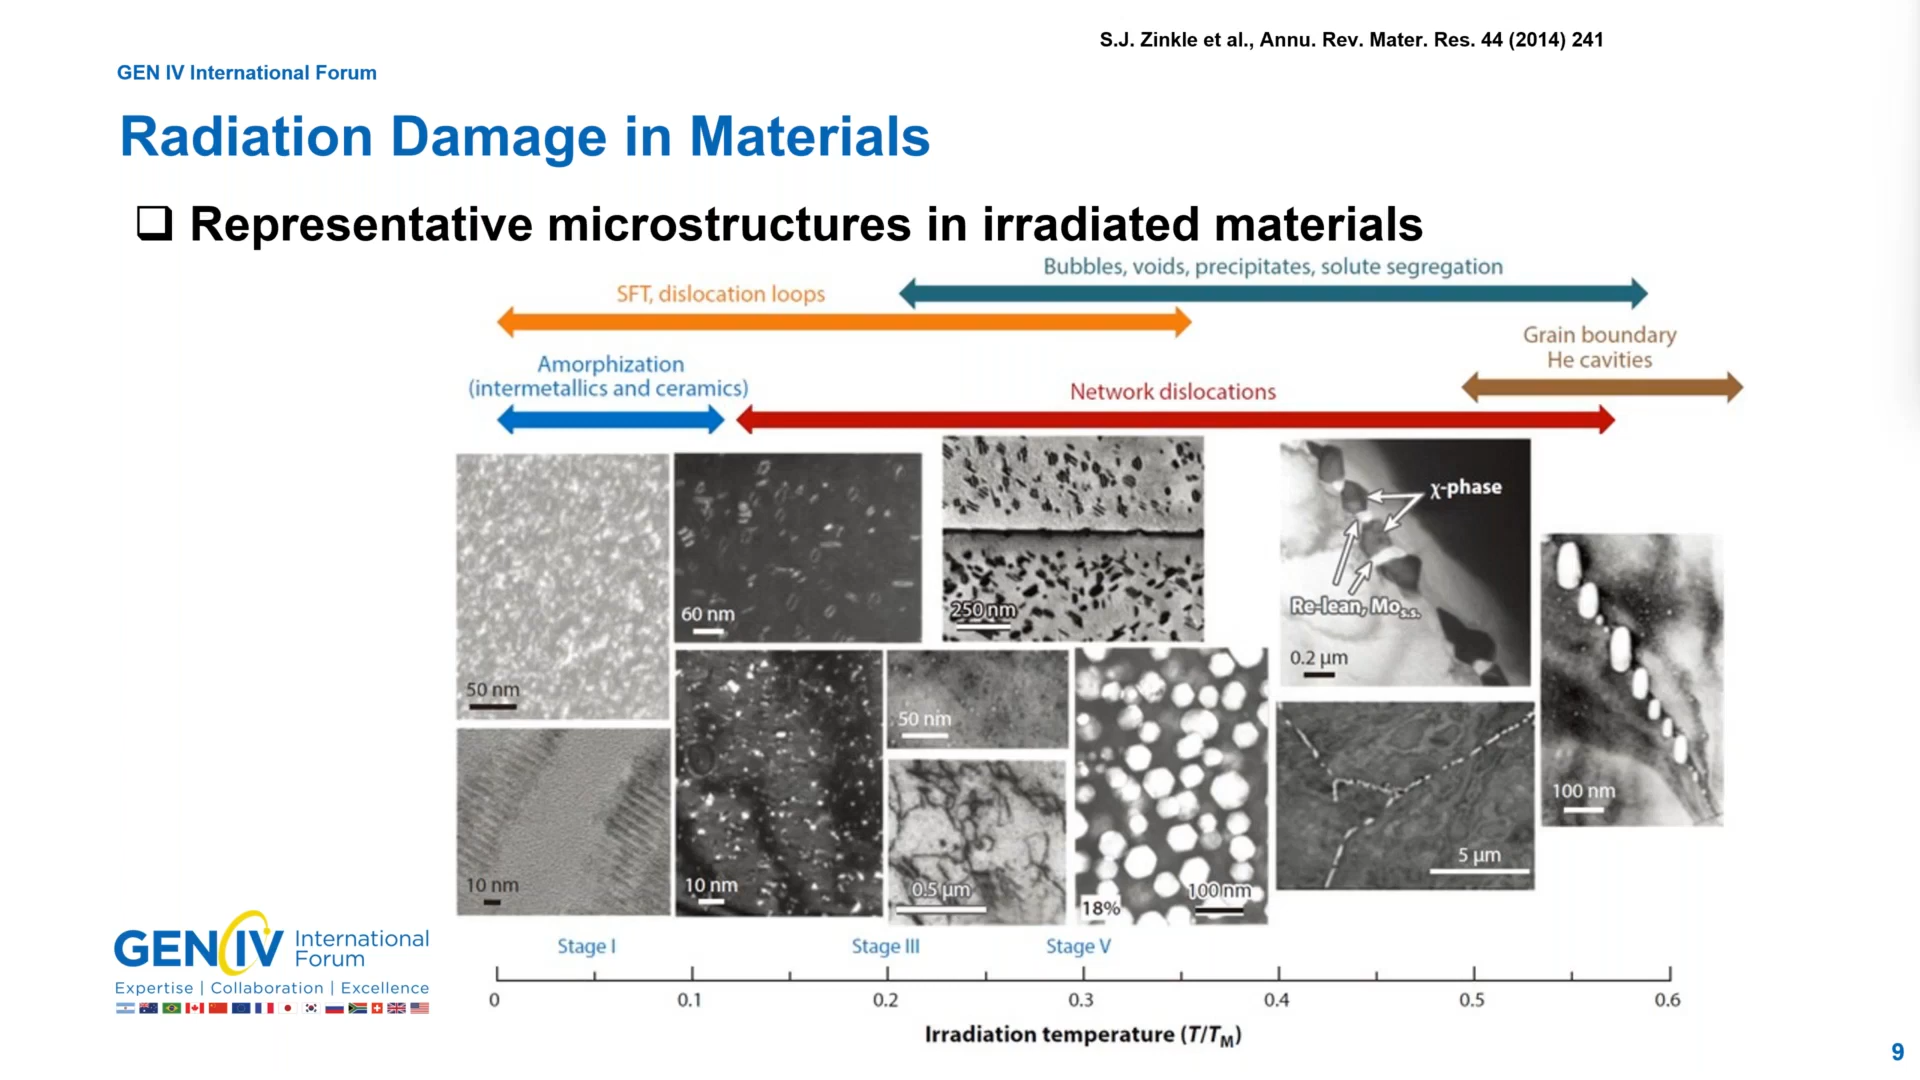 S.J. Zinkle et al., Annu. Rev. Mater. Res. 44 (2014) 241
GEN IV International Forum
Radiation Damage in Materials
❑ Representative microstructures in irradiated materials
Bubbles, voids, precipitates, solute segregation
SFT, dislocation loops
Grain boundary
He cavities
Amorphization
(intermetallics and ceramics)
Network dislocations
χ-phase
Re-lean, Mos.s.
50 nm
60 nm
250 nm
0.2 μm
10 nm
10 nm
50 nm
0.5 μm
18%
100 nm
5 μm
100 nm
Stage I
Stage III
Stage V
0
0.1
0.2
0.3
0.4
0.5
0.6
Irradiation temperature (T/TM)
GENIV International
Forum
Expertise | Collaboration | Excellence
9